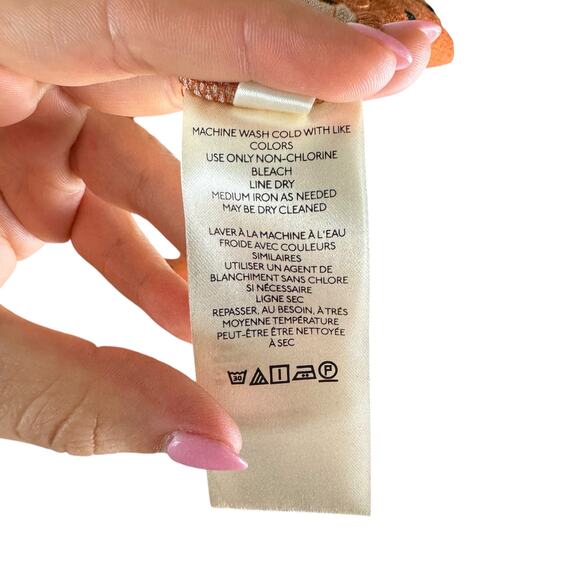 MACHINE WASH COLD WITH LIKE
COLORS
USE ONLY NON-CHLORINE
BLEACH
LINE DRY
MEDIUM IRON AS NEEDED
MAY BE DRY CLEANED
LAVER À LA MACHINE À L'EAU
FROIDE AVEC COULEURS
SIMILAIRES
UTILISER UN AGENT DE
BLANCHIMENT SANS CHLORE
SI NÉCESSAIRE
LIGNE SEC
REPASSER, AU BESOIN, À TRÉS
MOYENNE TEMPÉRATURE
PEUT-ÊTRE ÊTRE NETTOYÉE
À SEC
30 P